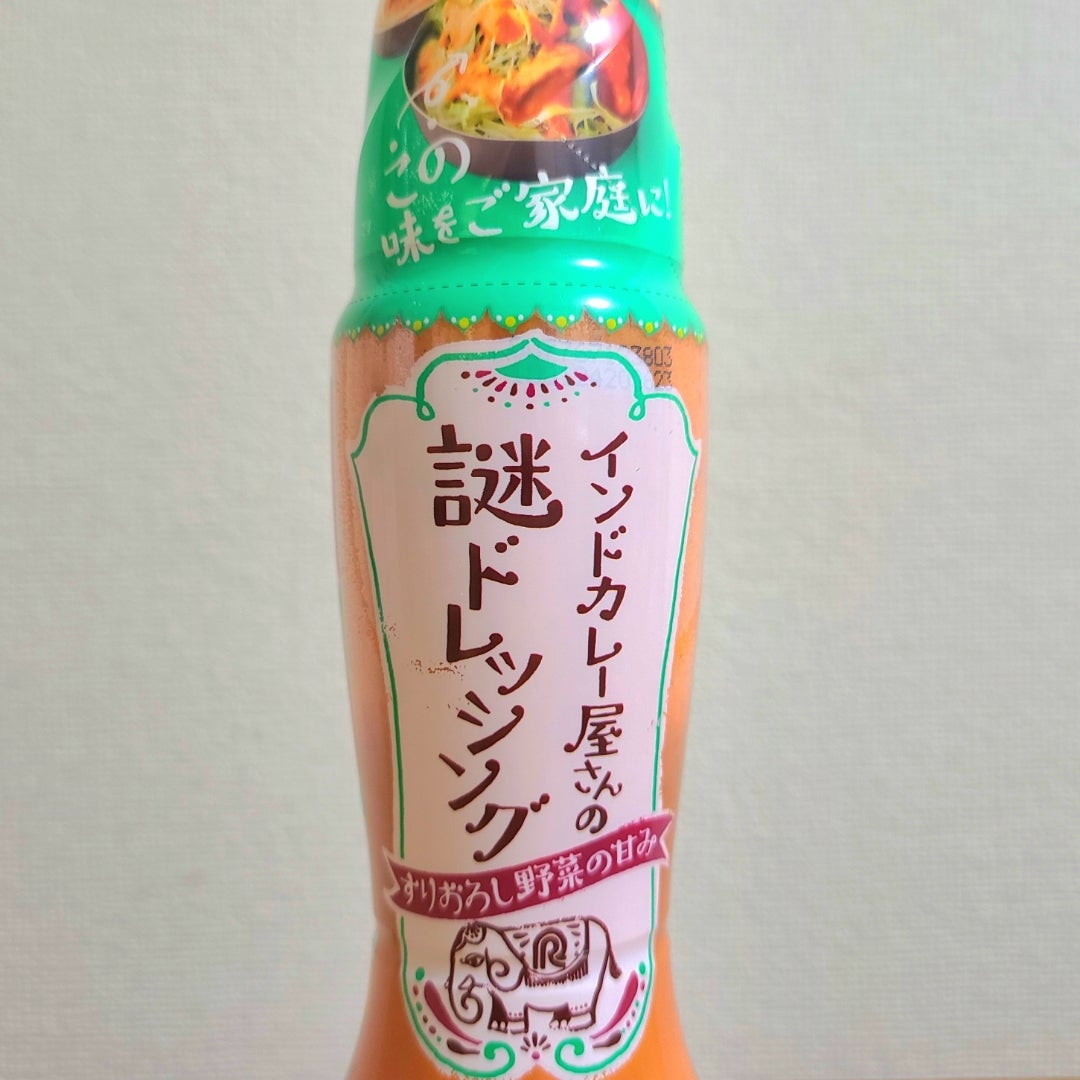 その
味をご家庭に!
インドカレー屋さんの
謎ドレッシング
すりおろし野菜の甘み
R